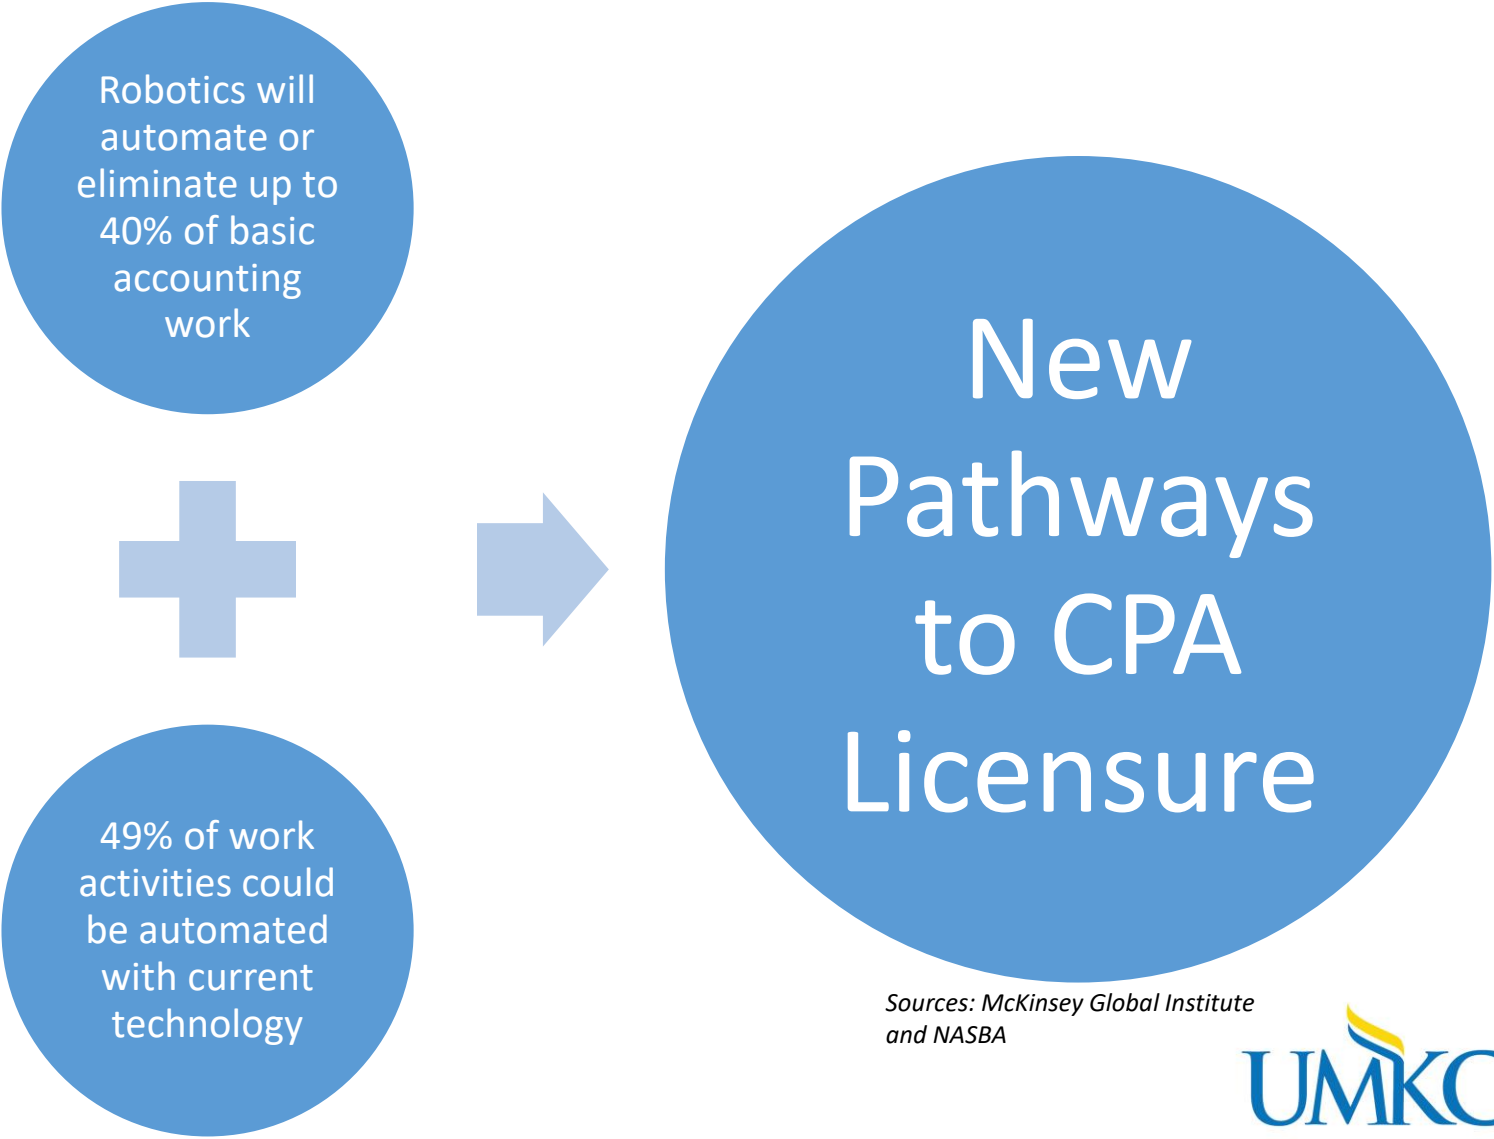 Robotics will
automate or
eliminate up to
40% of basic
accounting
work
49% of work
activities could
be automated
with current
technology
New
Pathways
to CPA
Licensure
Sources: McKinsey Global Institute
and NASBA
UMKC